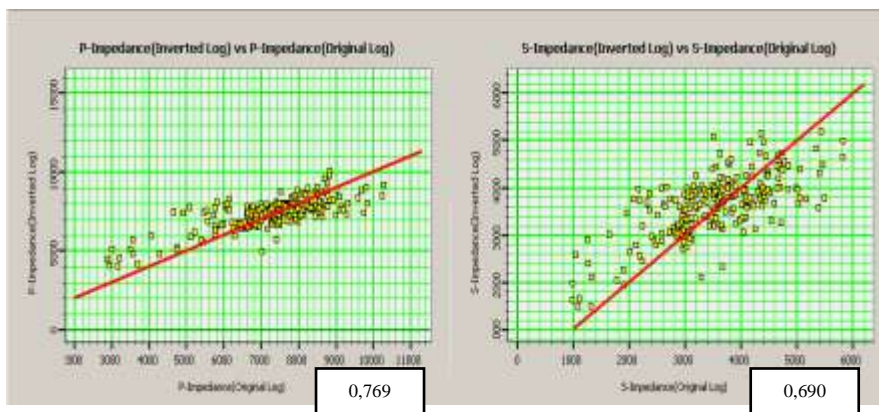 P-Impedance(Inverted Log) vs P-Impedance(Original Log)
P-Impedance(Inverted Log)
15000
10000
5000
0
3000 4000 5000 6000 7000 8000 9000 10000 11000
P-Impedance(Original Log)
0,769
S-Impedance(Inverted Log) vs S-Impedance(Original Log)
S-Impedance(Inverted Log)
6000
5000
4000
3000
2000
0 1000 2000 3000 4000 5000 6000
S-Impedance(Original Log)
0,690